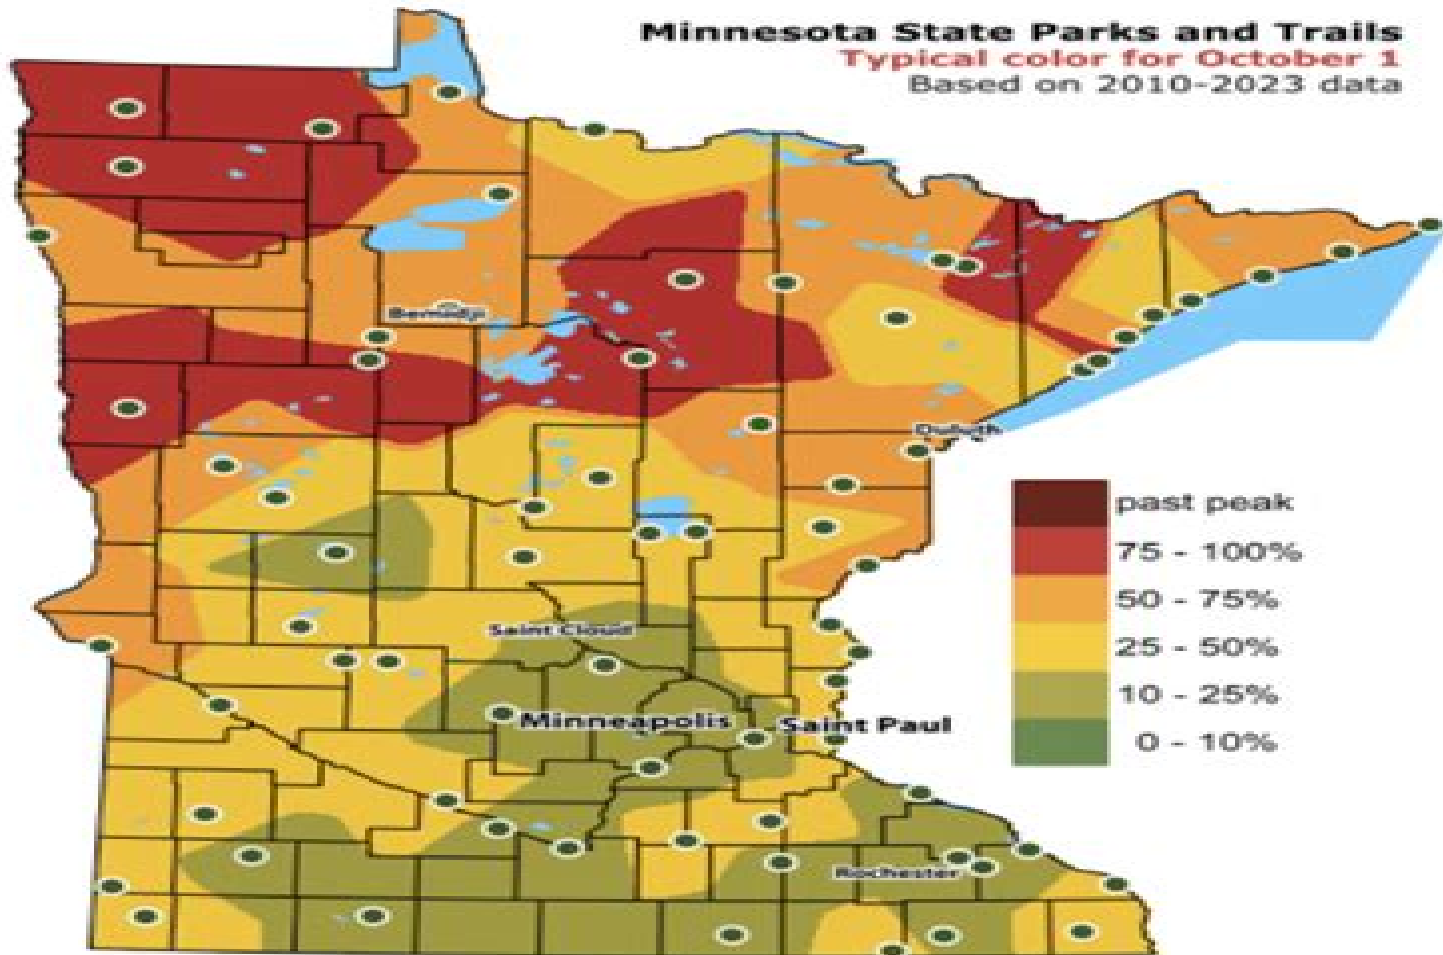 Minnesota State Parks and Trails
Typical color for October 1
Based on 2010-2023 data
Bemidji
Duluth
past peak
75 - 100%
50 - 75%
25 - 50%
10 - 25%
0 - 10%
Saint Cloud
Minneapolis
Saint Paul
Rochester